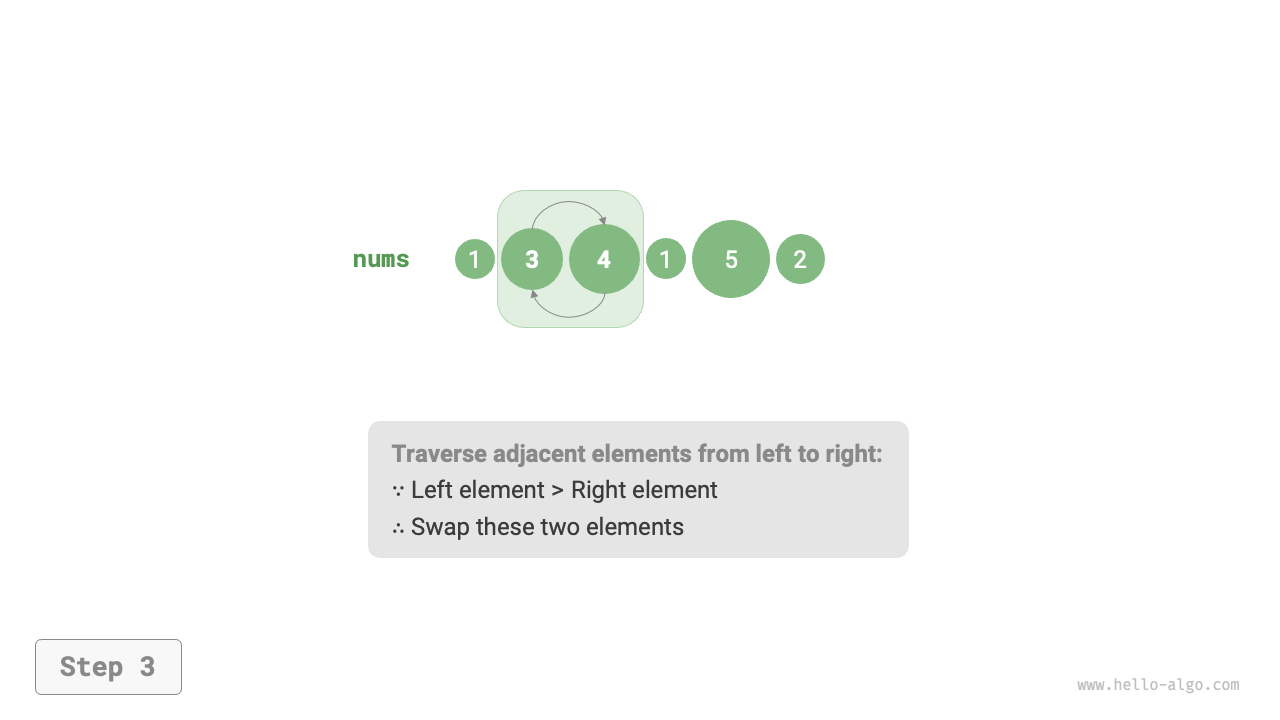 nums 1 3 4 1 5 2
Traverse adjacent elements from left to right:
∵ Left element > Right element
∴ Swap these two elements
Step 3
www.hello-algo.com